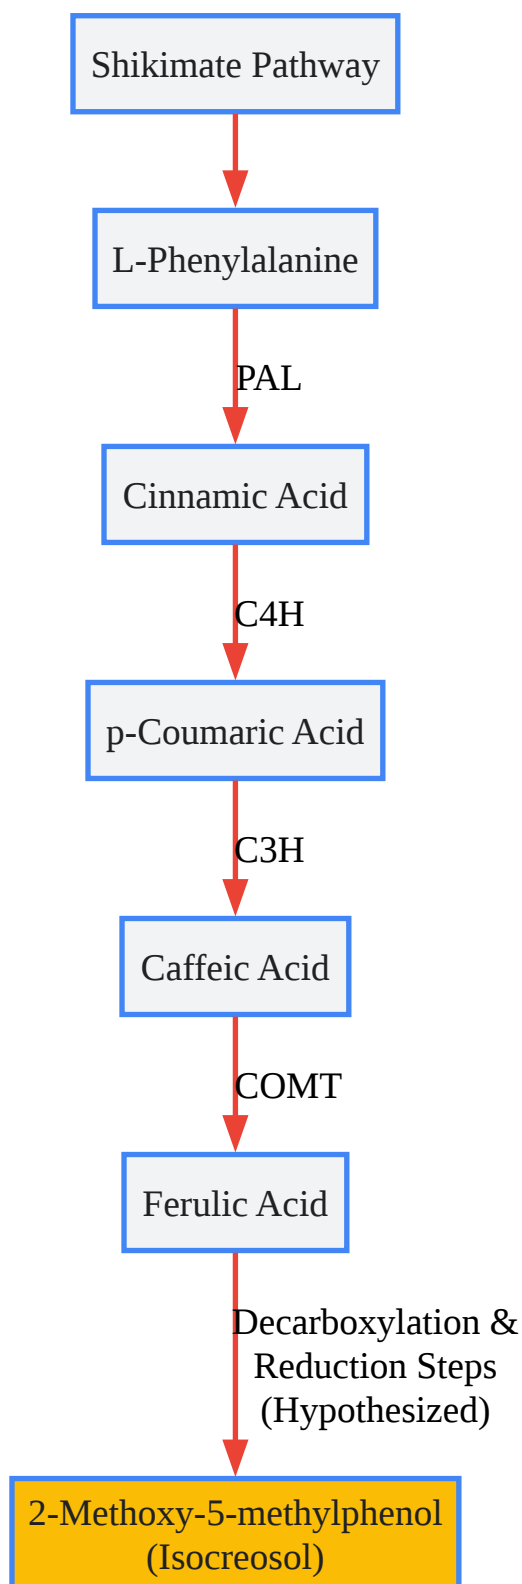 Shikimate Pathway
L-Phenylalanine
PAL
Cinnamic Acid
C4H
p-Coumaric Acid
C3H
Caffeic Acid
COMT
Ferulic Acid
Decarboxylation &
Reduction Steps
(Hypothesized)
2-Methoxy-5-methylphenol
(Isocreosol)